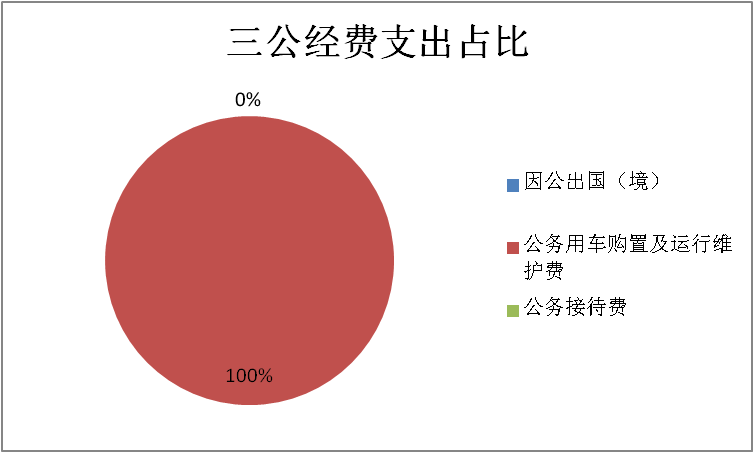 三公经费支出占比
0%
100%
因公出国（境）
公务用车购置及运行维
护费
公务接待费